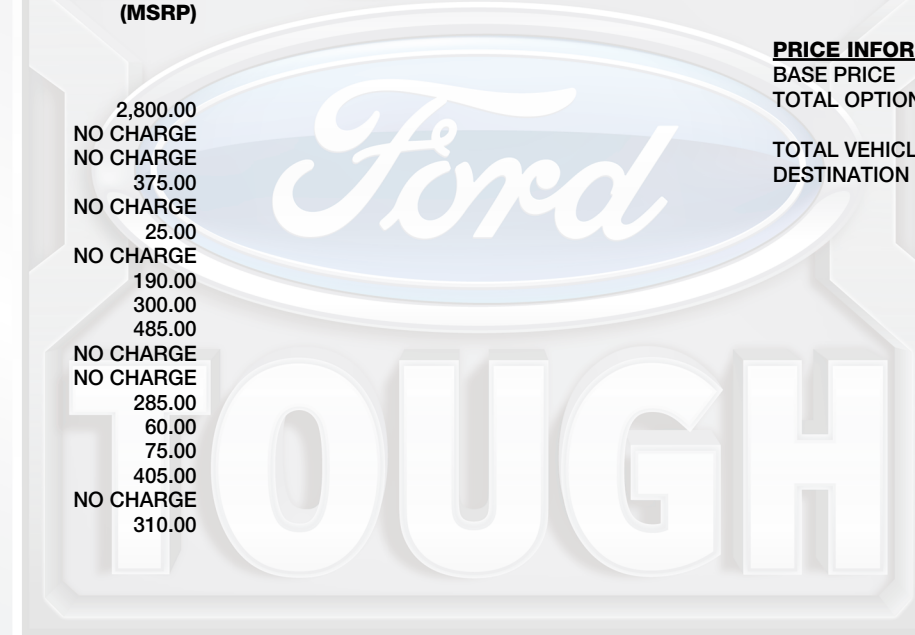 (MSRP)
2,800.00
NO CHARGE
NO CHARGE
375.00
NO CHARGE
25.00
NO CHARGE
190.00
300.00
485.00
NO CHARGE
NO CHARGE
285.00
60.00
75.00
405.00
NO CHARGE
310.00
PRICE INFOR
BASE PRICE
TOTAL OPTION
TOTAL VEHICL
DESTINATION
Ford
TOUGH